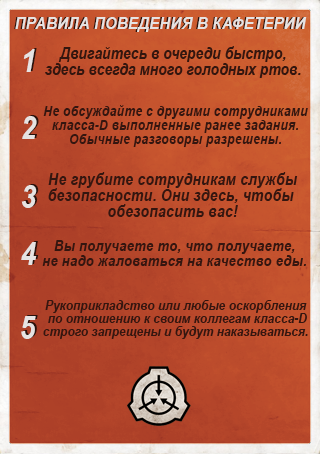 ПРАВИЛА ПОВЕДЕНИЯ В КАФЕТЕРИИ
1 Двигайтесь в очереди быстро,
здесь всегда много голодных ртов.
2 Не обсуждайте с другими сотрудниками
класса-D выполненные ранее задания.
Обычные разговоры разрешены.
3 Не грубите сотрудникам службы
безопасности. Они здесь, чтобы
обезопасить вас!
4 Вы получаете то, что получаете,
не надо жаловаться на качество еды.
5 Рукоприкладство или любые оскорбления
по отношению к своим коллегам класса-D
строго запрещены и будут наказываться.